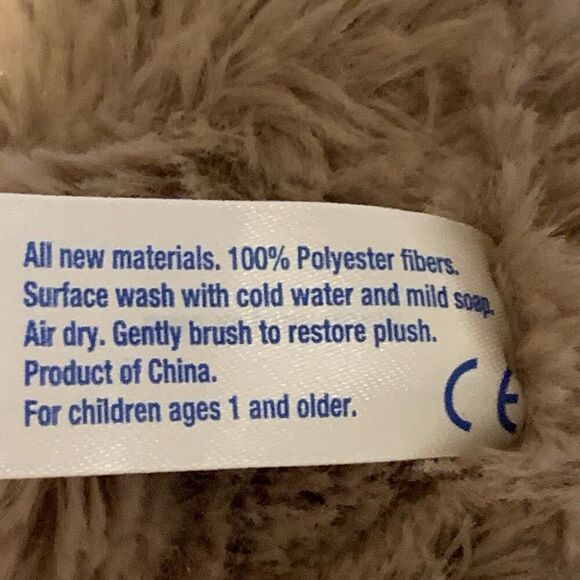 All new materials. 100% Polyester fibers.
Surface wash with cold water and mild soap.
Air dry. Gently brush to restore plush.
Product of China.
For children ages 1 and older.
CE